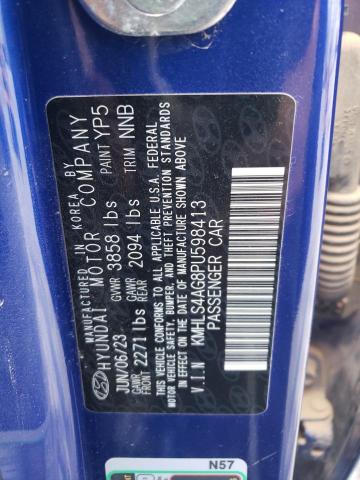 MANUFACTURED IN KOREA BY
HYUNDAI MOTOR COMPANY
JUN/06/23 GVWR 3858 lbs PAINT YP5
GAWR FRONT 2271 lbs GAWR REAR 2094 lbs TRIM NNB
THIS VEHICLE CONFORMS TO ALL APPLICABLE U.S.A. FEDERAL
MOTOR VEHICLE SAFETY, BUMPER, AND THEFT PREVENTION STANDARDS
IN EFFECT ON THE DATE OF MANUFACTURE SHOWN ABOVE
V.I.N KMHLS4AG8PU598413
PASSENGER CAR
N57